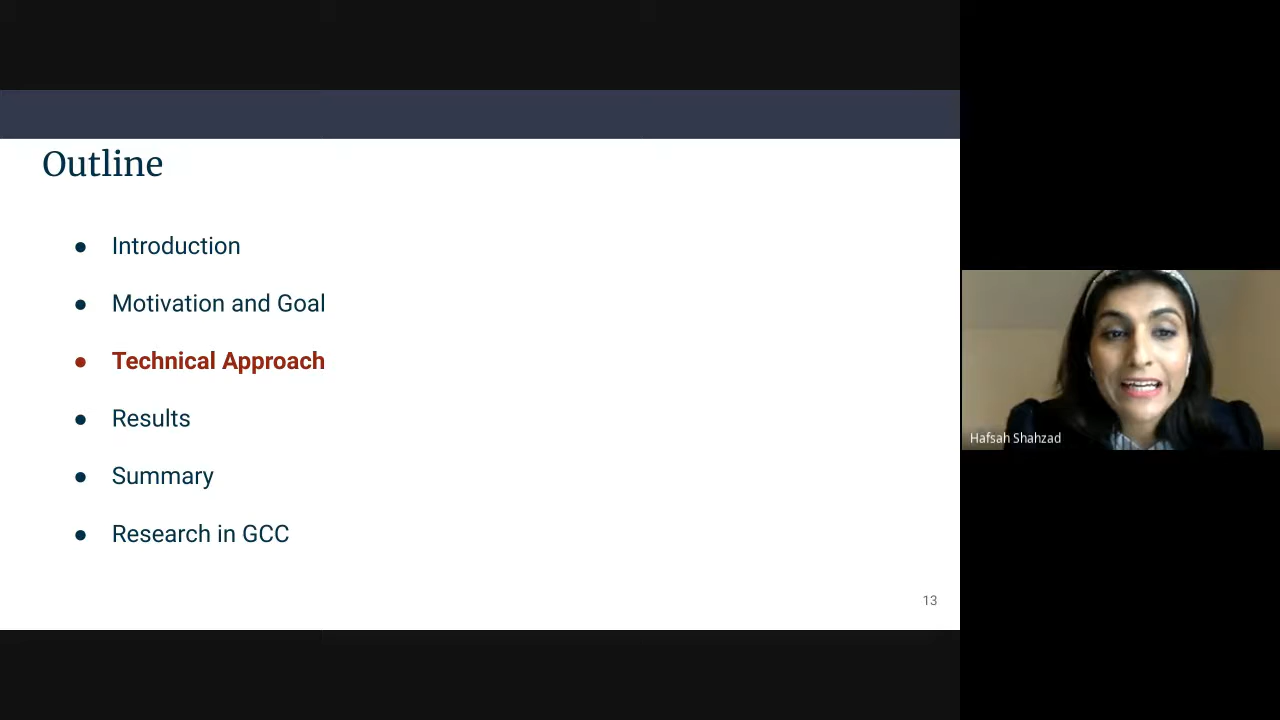 Outline
● Introduction
● Motivation and Goal
● Technical Approach
● Results
● Summary
● Research in GCC
13
Hafsah Shahzad